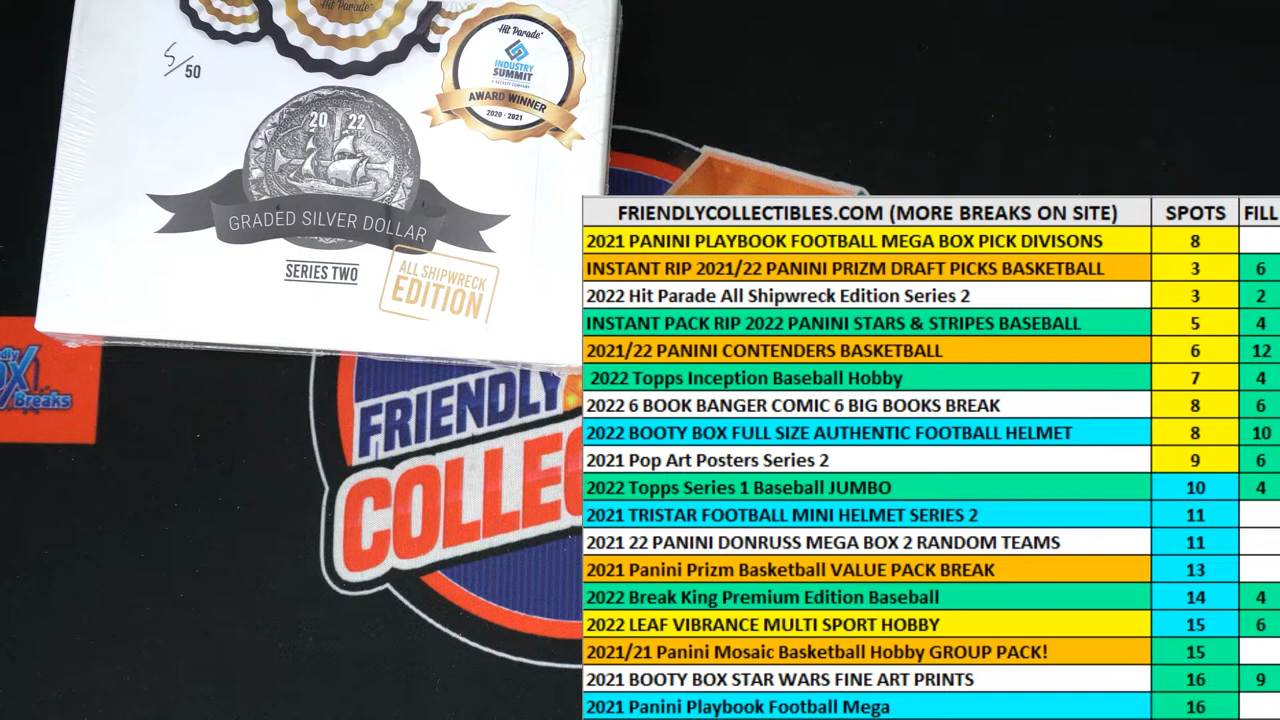 Hit Parade
5/50
Hit Parade
INDUSTRY
SUMMIT
AWARD WINNER
2020 - 2021
20 22
GRADED SILVER DOLLAR
SERIES TWO
ALL SHIPWRECK
EDITION
Breaks
FRIENDLY
COLLEC
FRIENDLYCOLLECTIBLES.COM (MORE BREAKS ON SITE) SPOTS FILL
2021 PANINI PLAYBOOK FOOTBALL MEGA BOX PICK DIVISONS 8
INSTANT RIP 2021/22 PANINI PRIZM DRAFT PICKS BASKETBALL 3 6
2022 Hit Parade All Shipwreck Edition Series 2 3 2
INSTANT PACK RIP 2022 PANINI STARS & STRIPES BASEBALL 5 4
2021/22 PANINI CONTENDERS BASKETBALL 6 12
2022 Topps Inception Baseball Hobby 7 4
2022 6 BOOK BANGER COMIC 6 BIG BOOKS BREAK 8 6
2022 BOOTY BOX FULL SIZE AUTHENTIC FOOTBALL HELMET 8 10
2021 Pop Art Posters Series 2 9 6
2022 Topps Series 1 Baseball JUMBO 10 4
2021 TRISTAR FOOTBALL MINI HELMET SERIES 2 11
2021 22 PANINI DONRUSS MEGA BOX 2 RANDOM TEAMS 11
2021 Panini Prizm Basketball VALUE PACK BREAK 13
2022 Break King Premium Edition Baseball 14 4
2022 LEAF VIBRANCE MULTI SPORT HOBBY 15 6
2021/21 Panini Mosaic Basketball Hobby GROUP PACK! 15
2021 BOOTY BOX STAR WARS FINE ART PRINTS 16 9
2021 Panini Playbook Football Mega 16